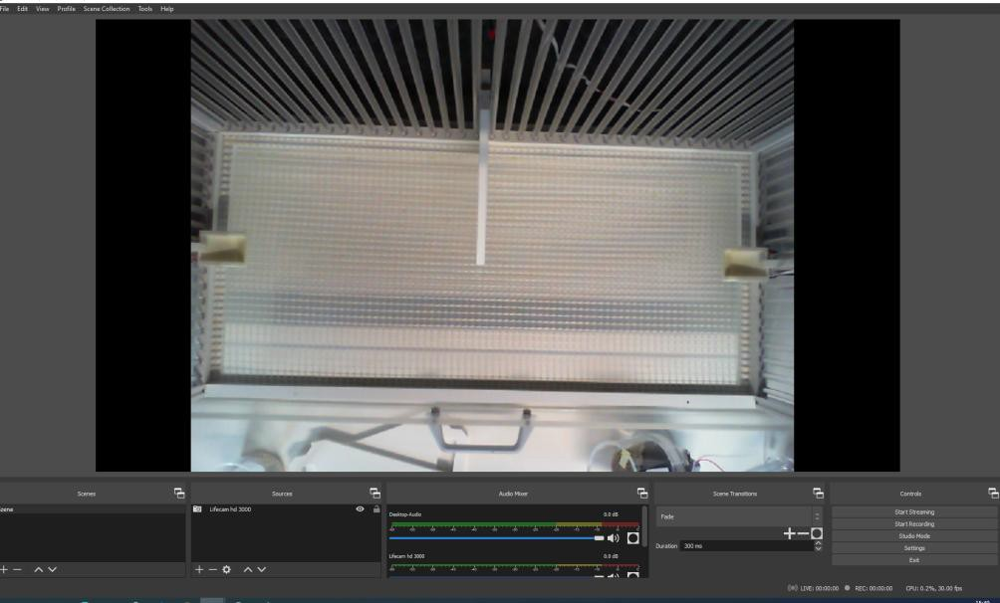 File Edit View Profile Scene Collection Tools Help
Scenes
Sources
Audio Mixer
Scene Transitions
Controls
Scene
Lifecam hd 3000
Desktop-Audio 0.0 dB
Lifecam hd 3000 0.0 dB
Fade
Duration 300 ms
Start Streaming
Start Recording
Studio Mode
Settings
Exit
LIVE: 00:00:00 REC: 00:00:00 CPU: 0.2%, 30.00 fps